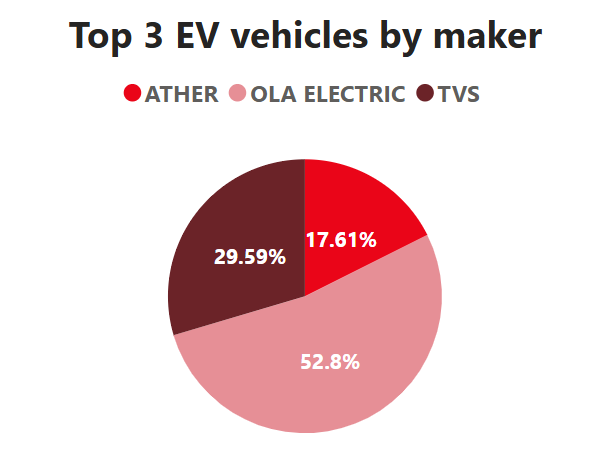 Top 3 EV vehicles by maker
ATHER OLA ELECTRIC TVS
17.61%
29.59%
52.8%